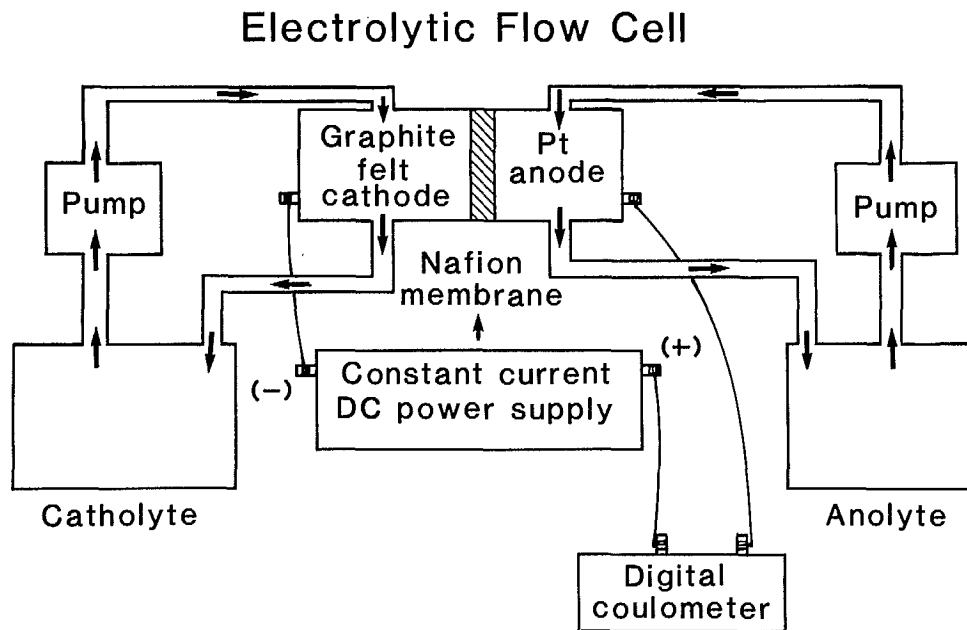 Electrolytic Flow Cell
Graphite
felt
cathode
Pt
anode
Pump
Pump
Nafion
membrane
(+)
(−)
Constant current
DC power supply
Catholyte
Anolyte
Digital
coulometer